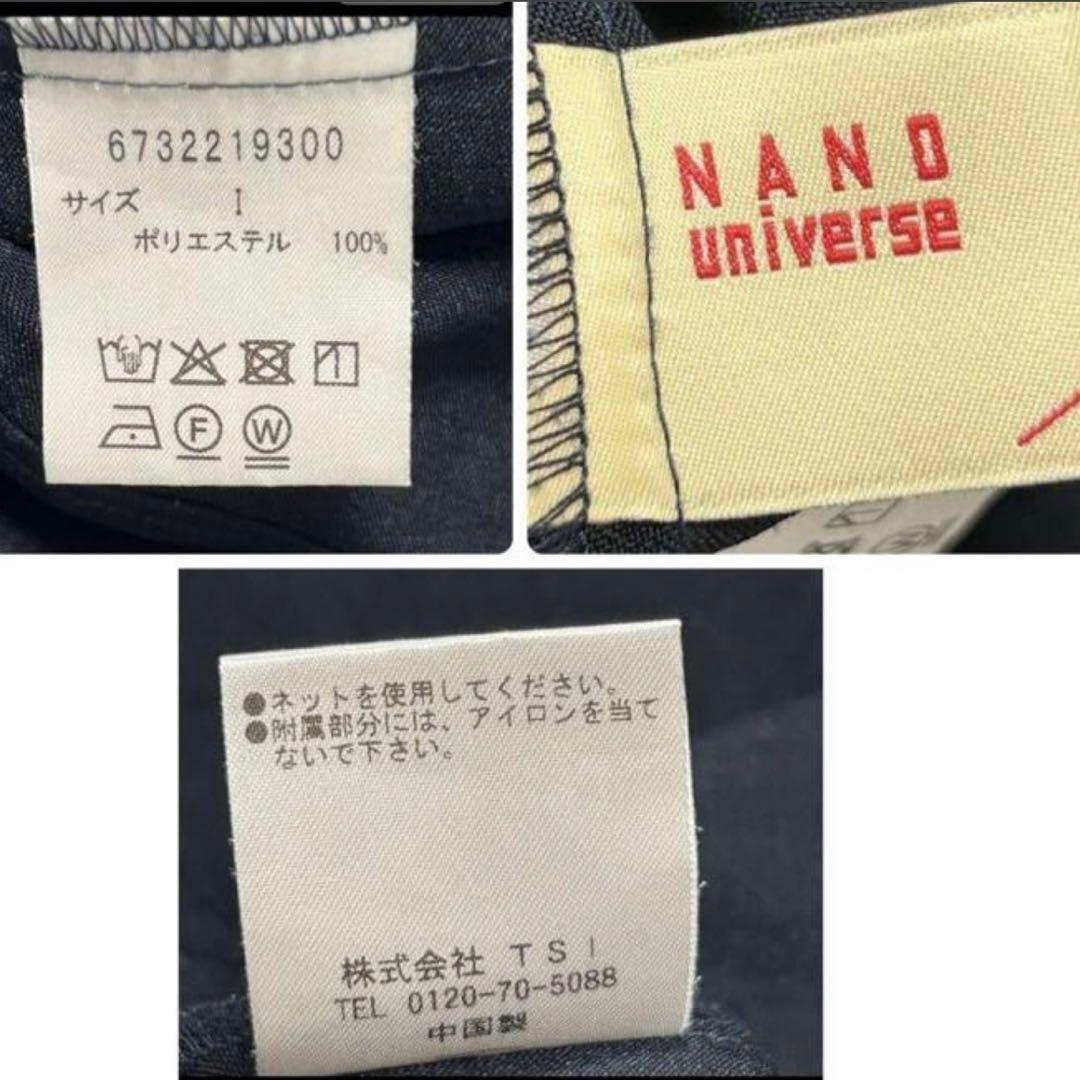 6732219300
サイズ I
ポリエステル 100%
F W
NANO
universe
●ネットを使用してください。
●附属部分には、アイロンを当て
ないで下さい。
株式会社 TSI
TEL 0120-70-5088
中国製